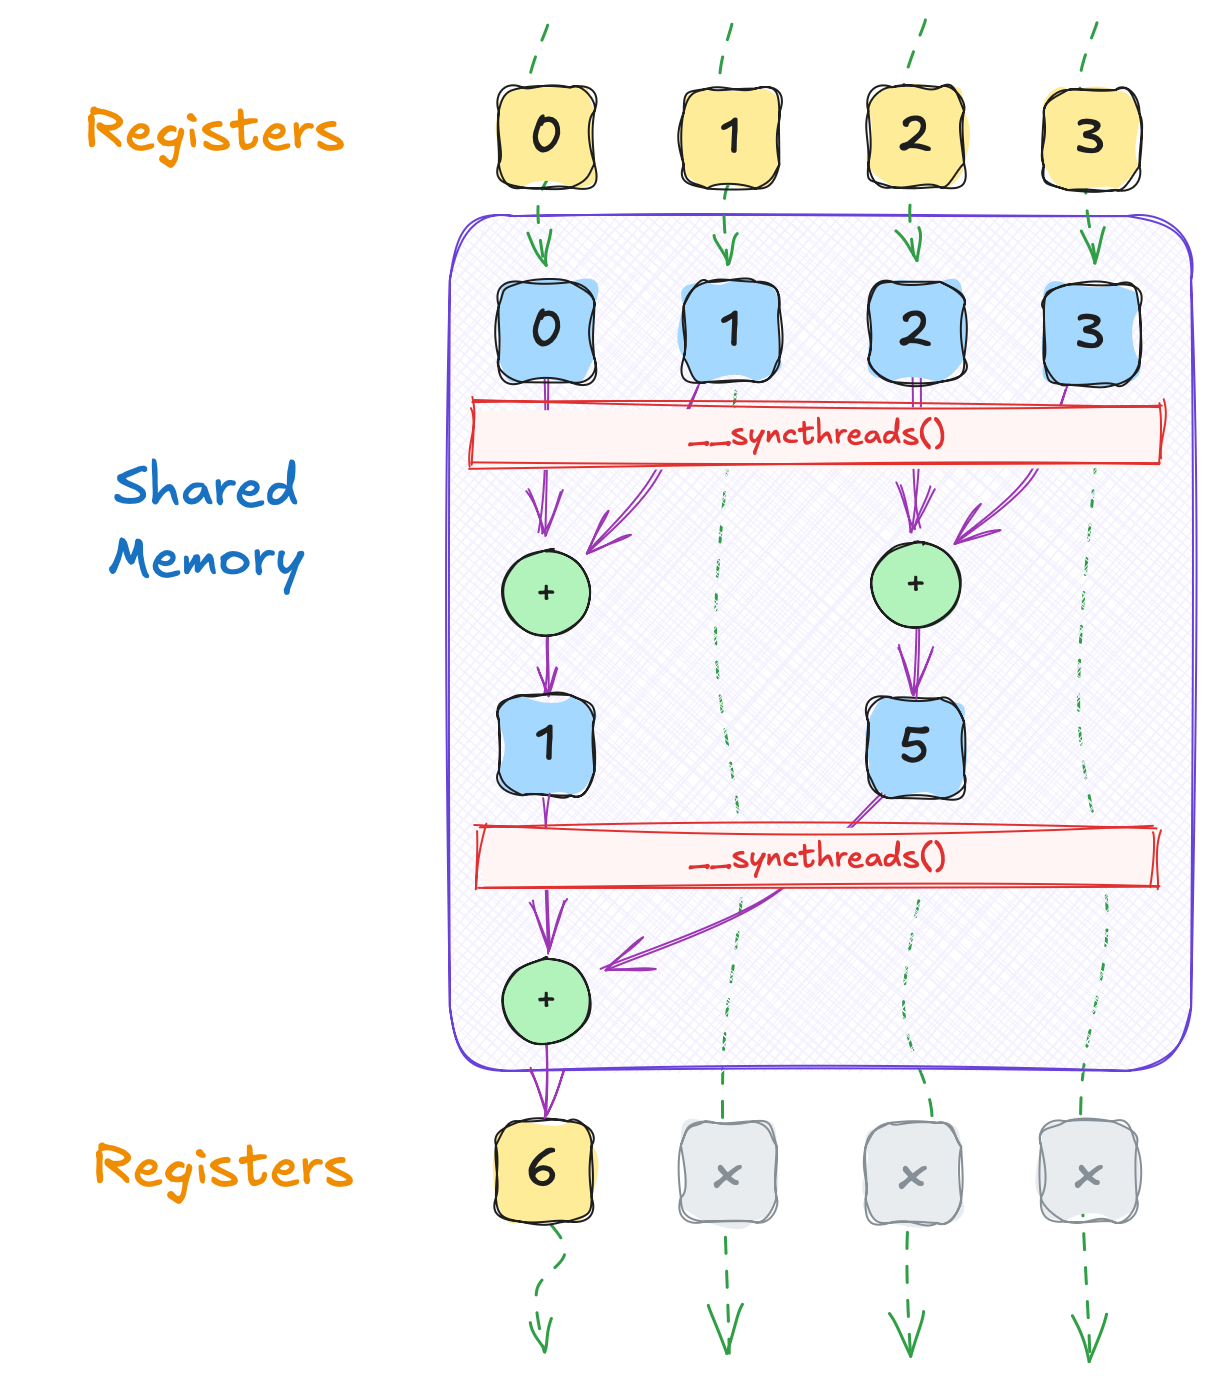 Registers
0 1 2 3
0 1 2 3
__syncthreads()
Shared
Memory
+ +
1 5
__syncthreads()
+
Registers
6 x x x